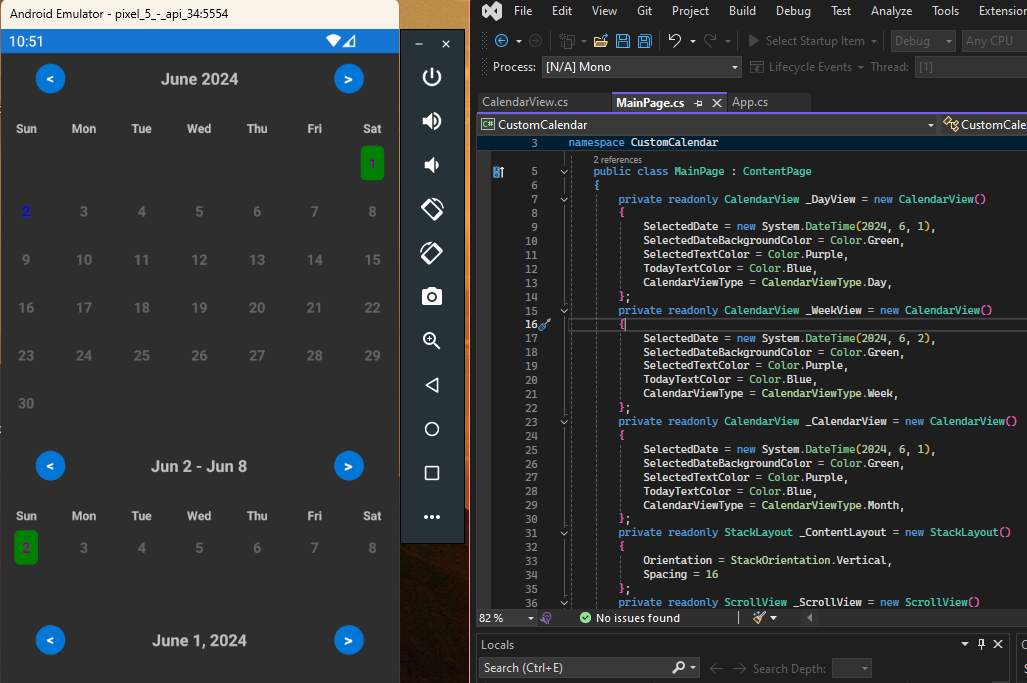 Android Emulator - pixel_5_-_api_34:5554
10:51
< June 2024 >
Sun Mon Tue Wed Thu Fri Sat
1
2 3 4 5 6 7 8
9 10 11 12 13 14 15
16 17 18 19 20 21 22
23 24 25 26 27 28 29
30
< Jun 2 - Jun 8 >
Sun Mon Tue Wed Thu Fri Sat
2 3 4 5 6 7 8
< June 1, 2024 >
File Edit View Git Project Build Debug Test Analyze Tools Extension
Select Startup Item Debug Any CPU
Process: [N/A] Mono Lifecycle Events Thread: [1]
CalendarView.cs MainPage.cs App.cs
CustomCalendar CustomCale
3 namespace CustomCalendar
2 references
5 public class MainPage : ContentPage
6 {
7 private readonly CalendarView _DayView = new CalendarView()
8 {
9 SelectedDate = new System.DateTime(2024, 6, 1),
10 SelectedDateBackgroundColor = Color.Green,
11 SelectedTextColor = Color.Purple,
12 TodayTextColor = Color.Blue,
13 CalendarViewType = CalendarViewType.Day,
14 };
15 private readonly CalendarView _WeekView = new CalendarView()
16 {
17 SelectedDate = new System.DateTime(2024, 6, 2),
18 SelectedDateBackgroundColor = Color.Green,
19 SelectedTextColor = Color.Purple,
20 TodayTextColor = Color.Blue,
21 CalendarViewType = CalendarViewType.Week,
22 };
23 private readonly CalendarView _CalendarView = new CalendarView()
24 {
25 SelectedDate = new System.DateTime(2024, 6, 1),
26 SelectedDateBackgroundColor = Color.Green,
27 SelectedTextColor = Color.Purple,
28 TodayTextColor = Color.Blue,
29 CalendarViewType = CalendarViewType.Month,
30 };
31 private readonly StackLayout _ContentLayout = new StackLayout()
32 {
33 Orientation = StackOrientation.Vertical,
34 Spacing = 16
35 };
36 private readonly ScrollView _ScrollView = new ScrollView()
82 % No issues found
Locals
Search (Ctrl+E) Search Depth: